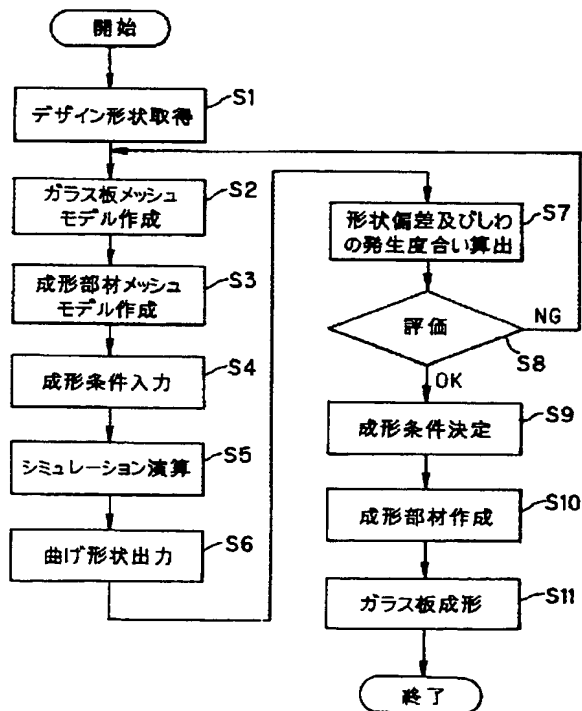 開始
デザイン形状取得
S1
ガラス板メッシュ
モデル作成
S2
成形部材メッシュ
モデル作成
S3
成形条件入力
S4
シミュレーション演算
S5
曲げ形状出力
S6
形状偏差及びしわ
の発生度合い算出
S7
評価
NG
S8
OK
成形条件決定
S9
成形部材作成
S10
ガラス板成形
S11
終了